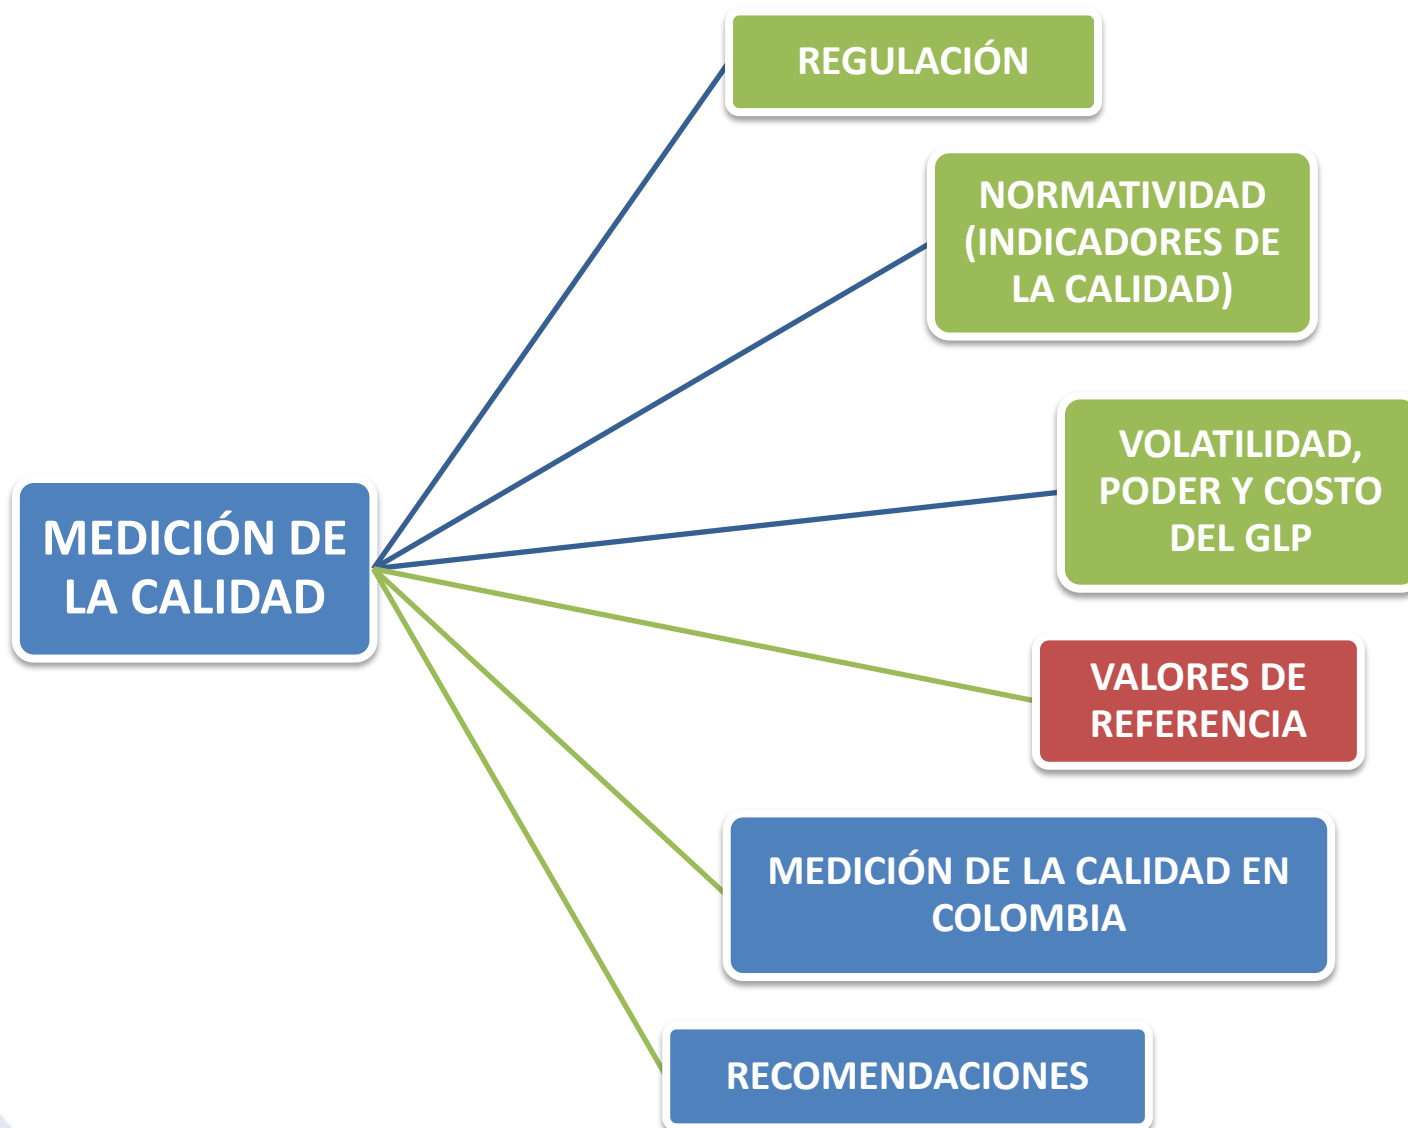 REGULACIÓN
NORMATIVIDAD
(INDICADORES DE
LA CALIDAD)
VOLATILIDAD,
PODER Y COSTO
DEL GLP
MEDICIÓN DE
LA CALIDAD
VALORES DE
REFERENCIA
MEDICIÓN DE LA CALIDAD EN
COLOMBIA
RECOMENDACIONES